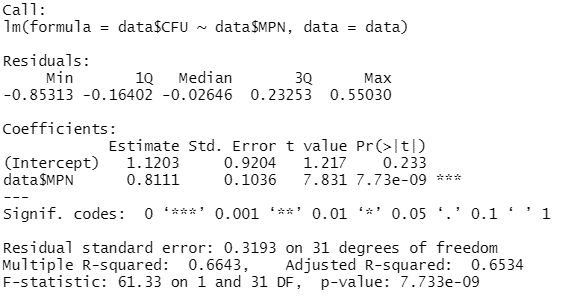 Call:
lm(formula = data$CFU ~ data$MPN, data = data)
Residuals:
Min 1Q Median 3Q Max
-0.85313 -0.16402 -0.02646 0.23253 0.55030
Coefficients:
Estimate Std. Error t value Pr(>|t|)
(Intercept) 1.1203 0.9204 1.217 0.233
data$MPN 0.8111 0.1036 7.831 7.73e-09 ***
---
Signif. codes: 0 ‘***’ 0.001 ‘**’ 0.01 ‘*’ 0.05 ‘.’ 0.1 ‘ ’ 1
Residual standard error: 0.3193 on 31 degrees of freedom
Multiple R-squared: 0.6643, Adjusted R-squared: 0.6534
F-statistic: 61.33 on 1 and 31 DF, p-value: 7.733e-09